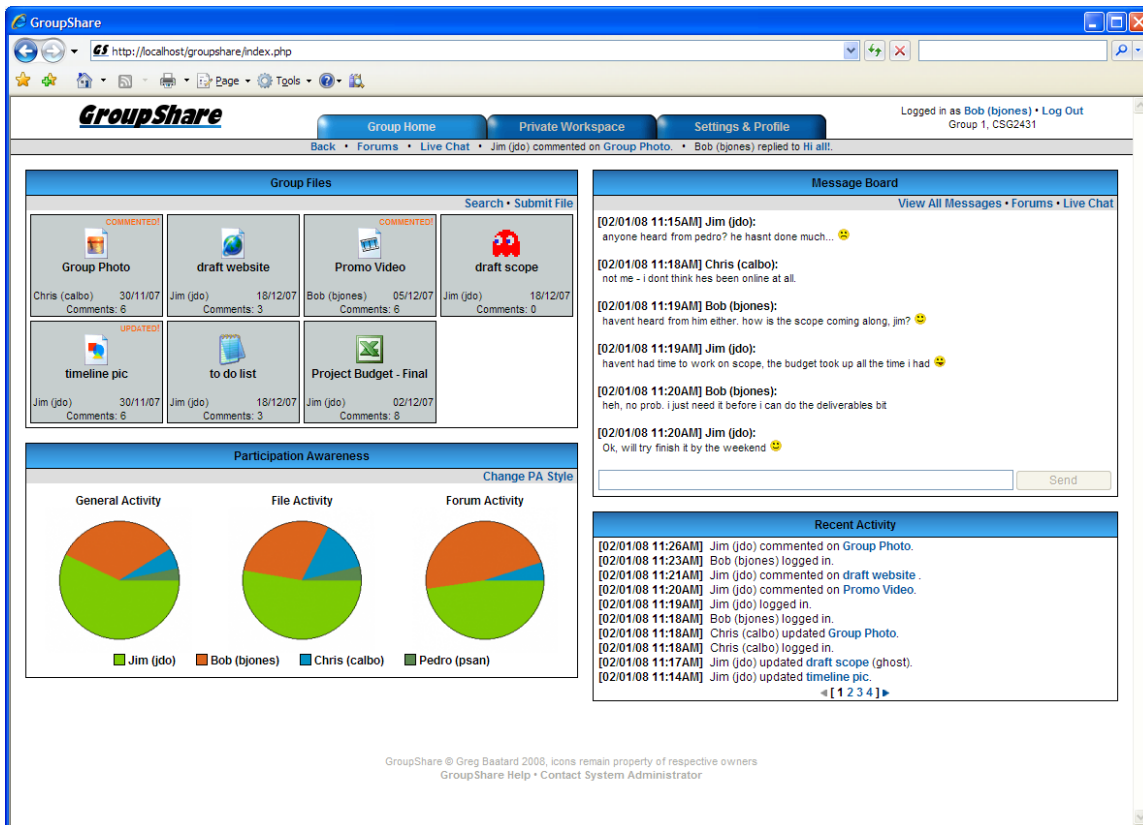 GroupShare
GS http://localhost/groupshare/index.php
Page Tools
GroupShare
Group Home Private Workspace Settings & Profile
Logged in as Bob (bjones) • Log Out
Group 1, CSG2431
Back • Forums • Live Chat • Jim (jdo) commented on Group Photo. • Bob (bjones) replied to Hi all!.
Group Files
Search • Submit File
COMMENTED!
Group Photo
Chris (calbo) 30/11/07
Comments: 6
draft website
Jim (jdo) 18/12/07
Comments: 3
COMMENTED!
Promo Video
Bob (bjones) 05/12/07
Comments: 6
draft scope
Jim (jdo) 18/12/07
Comments: 0
UPDATED!
timeline pic
Jim (jdo) 30/11/07
Comments: 6
to do list
Jim (jdo) 18/12/07
Comments: 3
Project Budget - Final
Jim (jdo) 02/12/07
Comments: 8
Participation Awareness
Change PA Style
General Activity File Activity Forum Activity
Jim (jdo) Bob (bjones) Chris (calbo) Pedro (psan)
Message Board
View All Messages • Forums • Live Chat
[02/01/08 11:15AM] Jim (jdo):
anyone heard from pedro? he hasnt done much...
[02/01/08 11:18AM] Chris (calbo):
not me - i dont think hes been online at all.
[02/01/08 11:19AM] Bob (bjones):
havent heard from him either. how is the scope coming along, jim?
[02/01/08 11:19AM] Jim (jdo):
havent had time to work on scope, the budget took up all the time i had
[02/01/08 11:20AM] Bob (bjones):
heh, no prob. i just need it before i can do the deliverables bit
[02/01/08 11:20AM] Jim (jdo):
Ok, will try finish it by the weekend
Send
Recent Activity
[02/01/08 11:26AM] Jim (jdo) commented on Group Photo.
[02/01/08 11:23AM] Bob (bjones) logged in.
[02/01/08 11:21AM] Jim (jdo) commented on draft website .
[02/01/08 11:20AM] Jim (jdo) commented on Promo Video.
[02/01/08 11:19AM] Jim (jdo) logged in.
[02/01/08 11:18AM] Bob (bjones) logged in.
[02/01/08 11:18AM] Chris (calbo) updated Group Photo.
[02/01/08 11:18AM] Chris (calbo) logged in.
[02/01/08 11:17AM] Jim (jdo) updated draft scope (ghost).
[02/01/08 11:14AM] Jim (jdo) updated timeline pic.
◄[ 1 2 3 4 ]►
GroupShare © Greg Baatard 2008, icons remain property of respective owners
GroupShare Help • Contact System Administrator